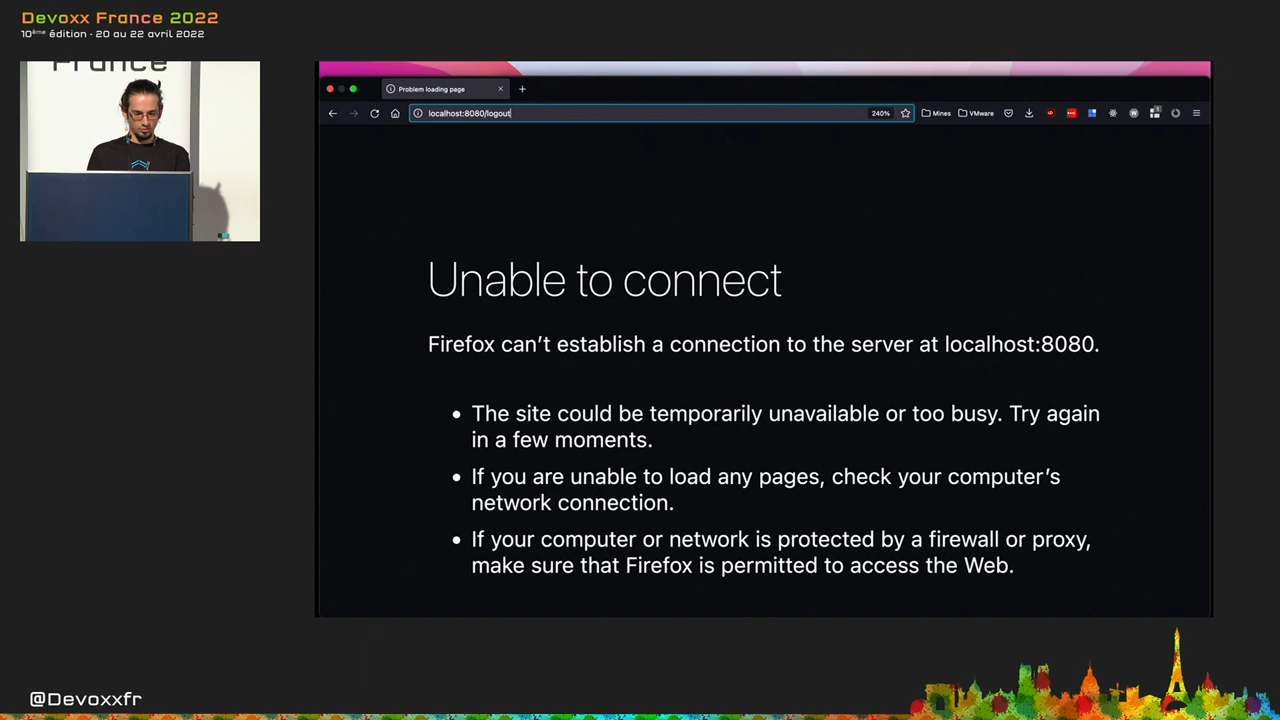 Devoxx France 2022
10ème édition - 20 au 22 avril 2022
France
Problem loading page
localhost:8080/logout
240%
Mines
VMware
Unable to connect
Firefox can't establish a connection to the server at localhost:8080.
• The site could be temporarily unavailable or too busy. Try again
in a few moments.
• If you are unable to load any pages, check your computer's
network connection.
• If your computer or network is protected by a firewall or proxy,
make sure that Firefox is permitted to access the Web.
@Devoxxfr